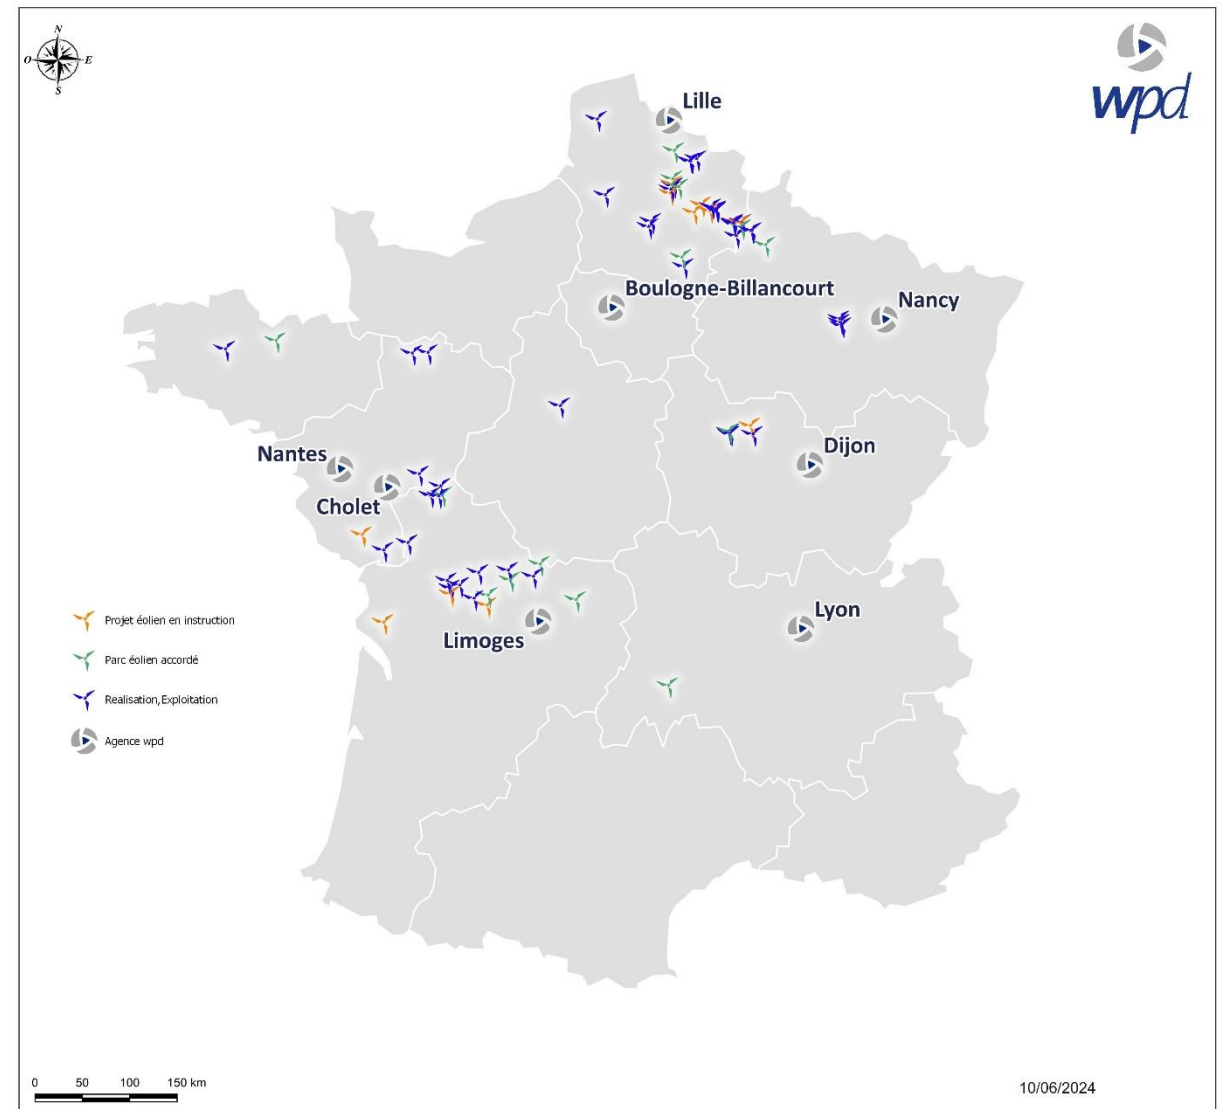 N
O
E
S
wpd
Lille
Boulogne-Billancourt
Nancy
Nantes
Dijon
Cholet
Limoges
Lyon
Projet éolien en instruction
Parc éolien accordé
Realisation,Exploitation
Agence wpd
0 50 100 150 km
10/06/2024